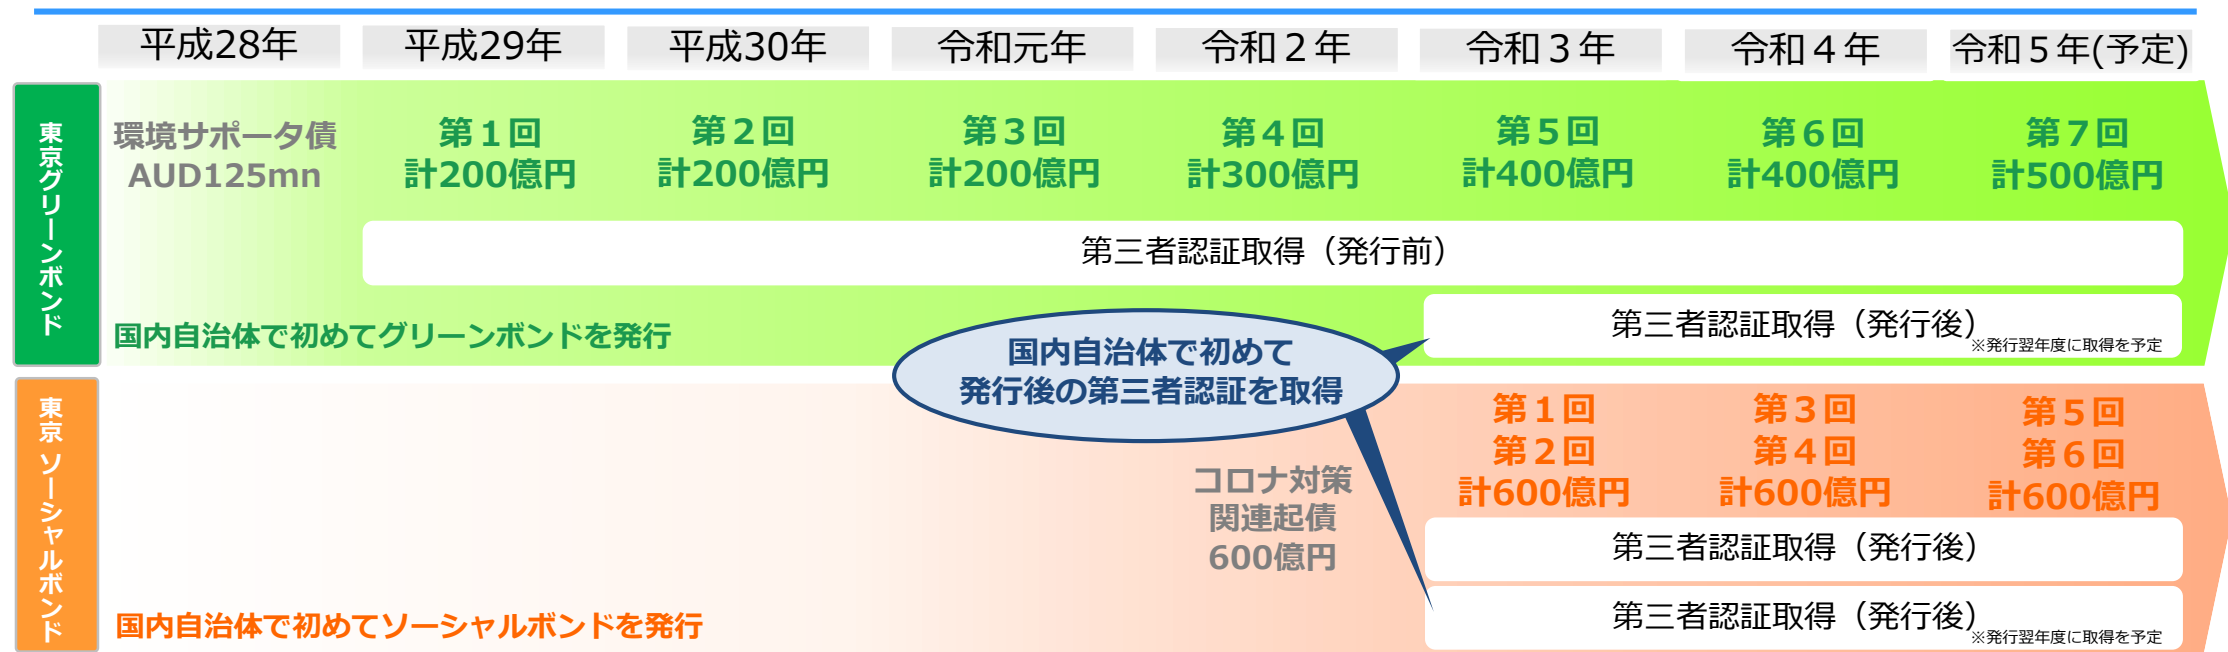 平成28年
平成29年
平成30年
令和元年
令和２年
令和３年
令和４年
令和５年(予定)
東京グリーンボンド
環境サポータ債
AUD125mn
第１回
計200億円
第２回
計200億円
第３回
計200億円
第４回
計300億円
第５回
計400億円
第６回
計400億円
第７回
計500億円
第三者認証取得（発行前）
第三者認証取得（発行後）
※発行翌年度に取得を予定
国内自治体で初めてグリーンボンドを発行
国内自治体で初めて
発行後の第三者認証を取得
東京 ソーシャルボンド
コロナ対策
関連起債
600億円
第１回
第２回
計600億円
第３回
第４回
計600億円
第５回
第６回
計600億円
第三者認証取得（発行後）
第三者認証取得（発行後）
※発行翌年度に取得を予定
国内自治体で初めてソーシャルボンドを発行